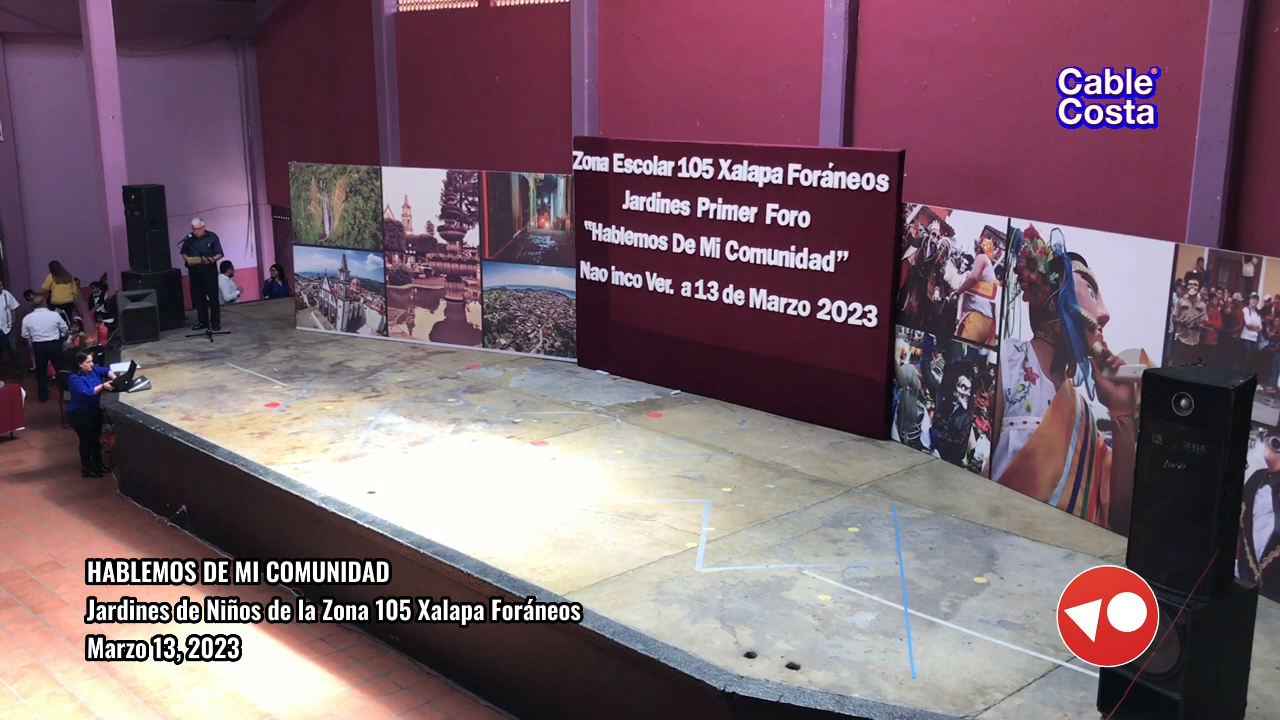 Cable
Costa
Zona Escolar 105 Xalapa Foráneos
Jardines Primer Foro
"Hablemos De Mi Comunidad"
Nao inco Ver. a 13 de Marzo 2023
HABLEMOS DE MI COMUNIDAD
Jardines de Niños de la Zona 105 Xalapa Foráneos
Marzo 13, 2023